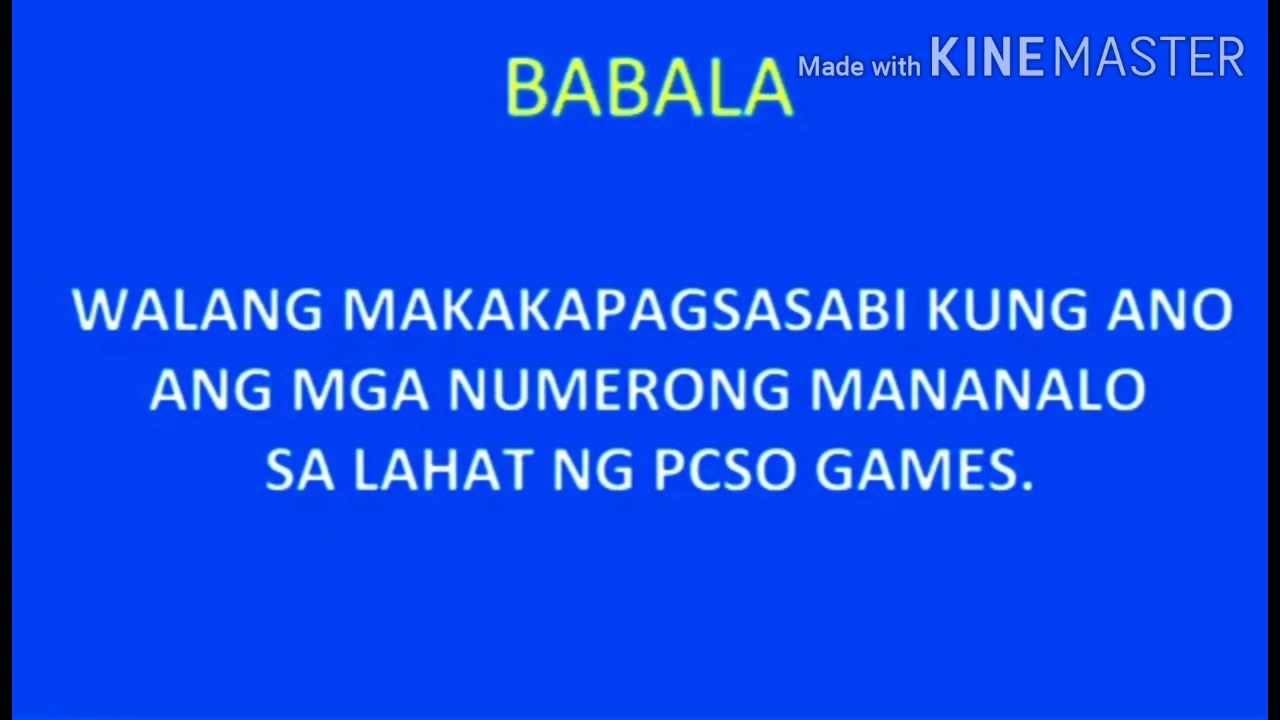 BABALA
Made with KINEMASTER
WALANG MAKAKAPAGSASABI KUNG ANO
ANG MGA NUMERONG MANANALO
SA LAHAT NG PCSO GAMES.